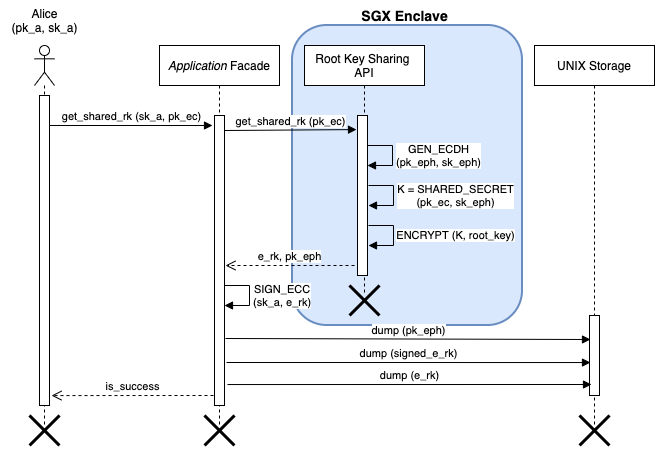 Alice
(pk_a, sk_a)
SGX Enclave
Application Facade
Root Key Sharing
API
UNIX Storage
get_shared_rk (sk_a, pk_ec)
get_shared_rk (pk_ec)
GEN_ECDH
(pk_eph, sk_eph)
K = SHARED_SECRET
(pk_ec, sk_eph)
ENCRYPT (K, root_key)
e_rk, pk_eph
SIGN_ECC
(sk_a, e_rk)
dump (pk_eph)
dump (signed_e_rk)
dump (e_rk)
is_success